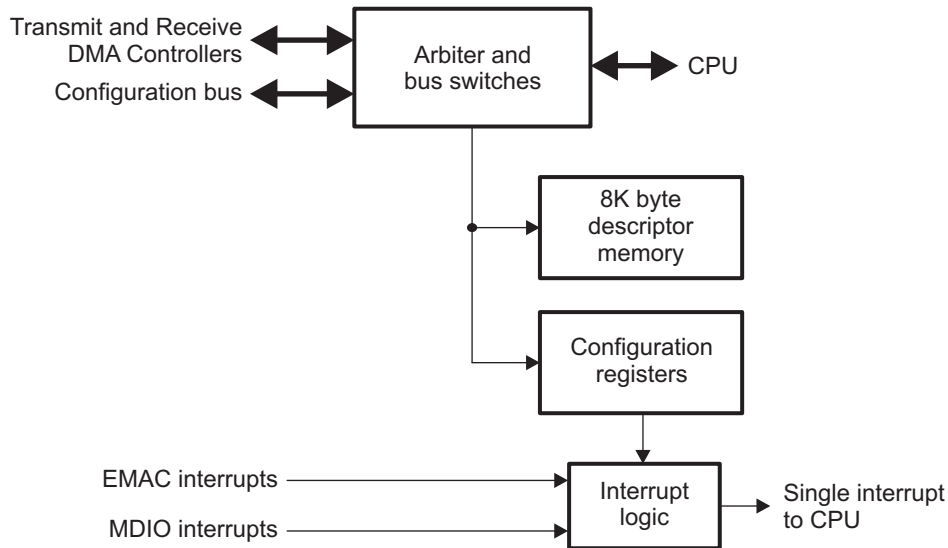 Transmit and Receive
DMA Controllers
Configuration bus
Arbiter and
bus switches
CPU
8K byte
descriptor
memory
Configuration
registers
EMAC interrupts
MDIO interrupts
Interrupt
logic
Single interrupt
to CPU